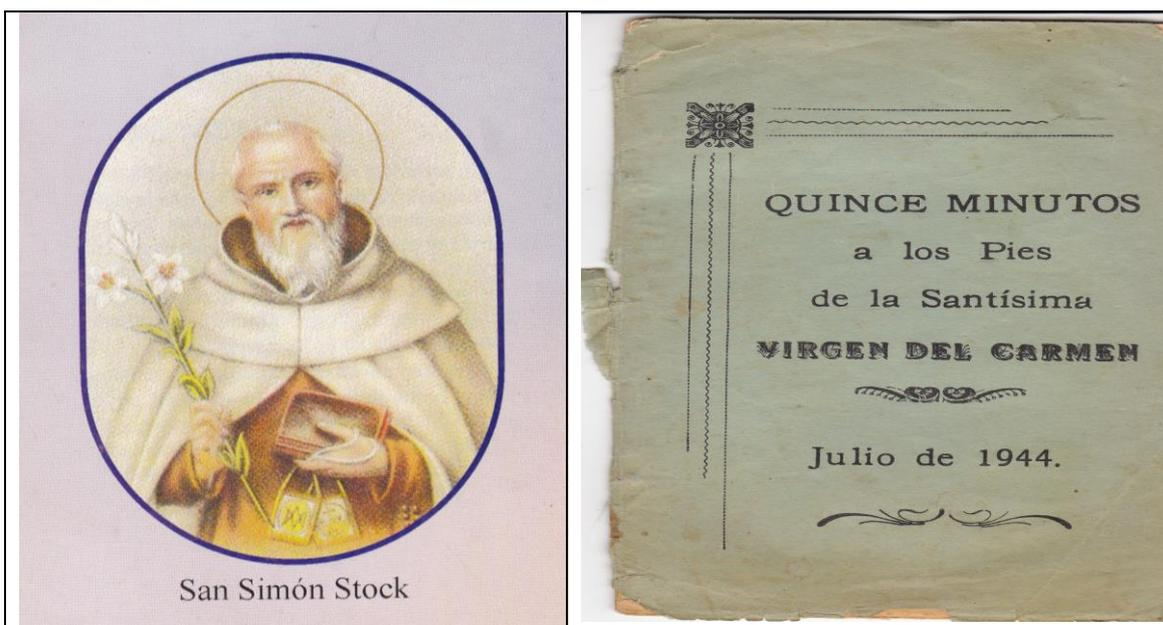 San Simón Stock
QUINCE MINUTOS
a los Pies
de la Santísima
VIRGEN DEL CARMEN
Julio de 1944.